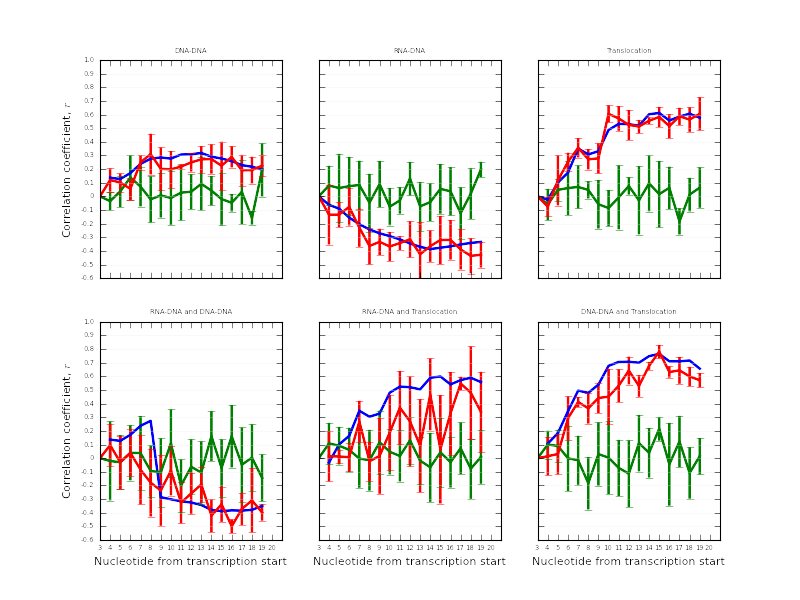 DNA-DNA
RNA-DNA
Translocation
1.0
0.9
0.8
0.7
0.6
0.5
0.4
0.3
0.2
0.1
0
-0.1
-0.2
-0.3
-0.4
-0.5
-0.6
Correlation coefficient, r
RNA-DNA and DNA-DNA
RNA-DNA and Translocation
DNA-DNA and Translocation
1.0
0.9
0.8
0.7
0.6
0.5
0.4
0.3
0.2
0.1
0
-0.1
-0.2
-0.3
-0.4
-0.5
-0.6
Correlation coefficient, r
3 4 5 6 7 8 9 10 11 12 13 14 15 16 17 18 19 20
3 4 5 6 7 8 9 10 11 12 13 14 15 16 17 18 19 20
3 4 5 6 7 8 9 10 11 12 13 14 15 16 17 18 19 20
Nucleotide from transcription start
Nucleotide from transcription start
Nucleotide from transcription start